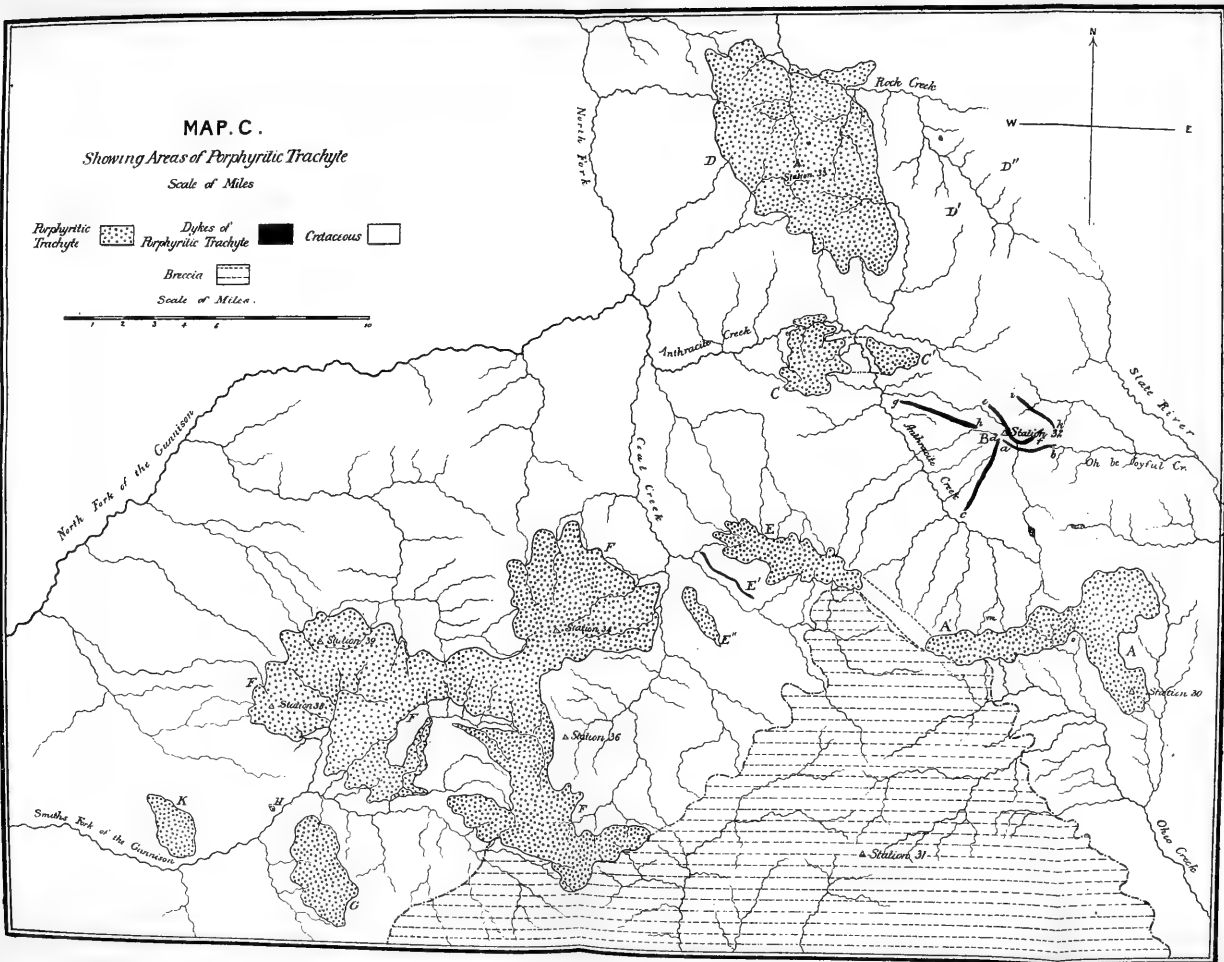 MAP. C.
Showing Areas of Porphyritic Trachyte
Scale of Miles
Porphyritic Trachyte
Dykes of Porphyritic Trachyte
Cretaceous
Breccia
Scale of Miles.
1 2 3 4 10
N
W E
Rock Creek
North Fork
D
Station 33
D''
D'
Anthracite Creek
C'
C
Slate River
North Fork of the Gunnison
g h
i
Station 32
B a b
Oh be Joyful Cr.
Anthracite Creek
c
Coal Creek
E
F
E'
A' m
E''
Station 34
Station 39
A
Station 30
F
Station 38
F
Station 36
K
H
F
Smiths Fork of the Gunnison
Station 31
Ohio Creek
G